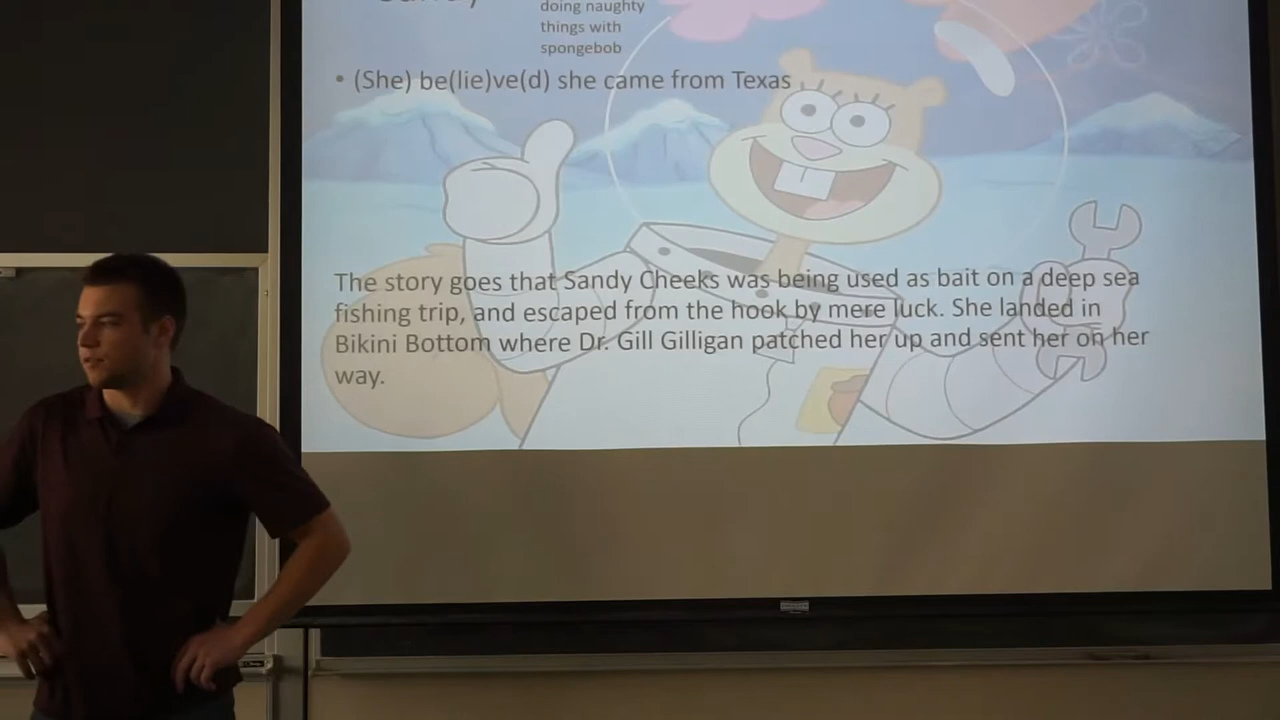 Sandy
doing naughty
things with
spongebob
• (She) be(lie)ve(d) she came from Texas
The story goes that Sandy Cheeks was being used as bait on a deep sea
fishing trip, and escaped from the hook by mere luck. She landed in
Bikini Bottom where Dr. Gill Gilligan patched her up and sent her on her
way.